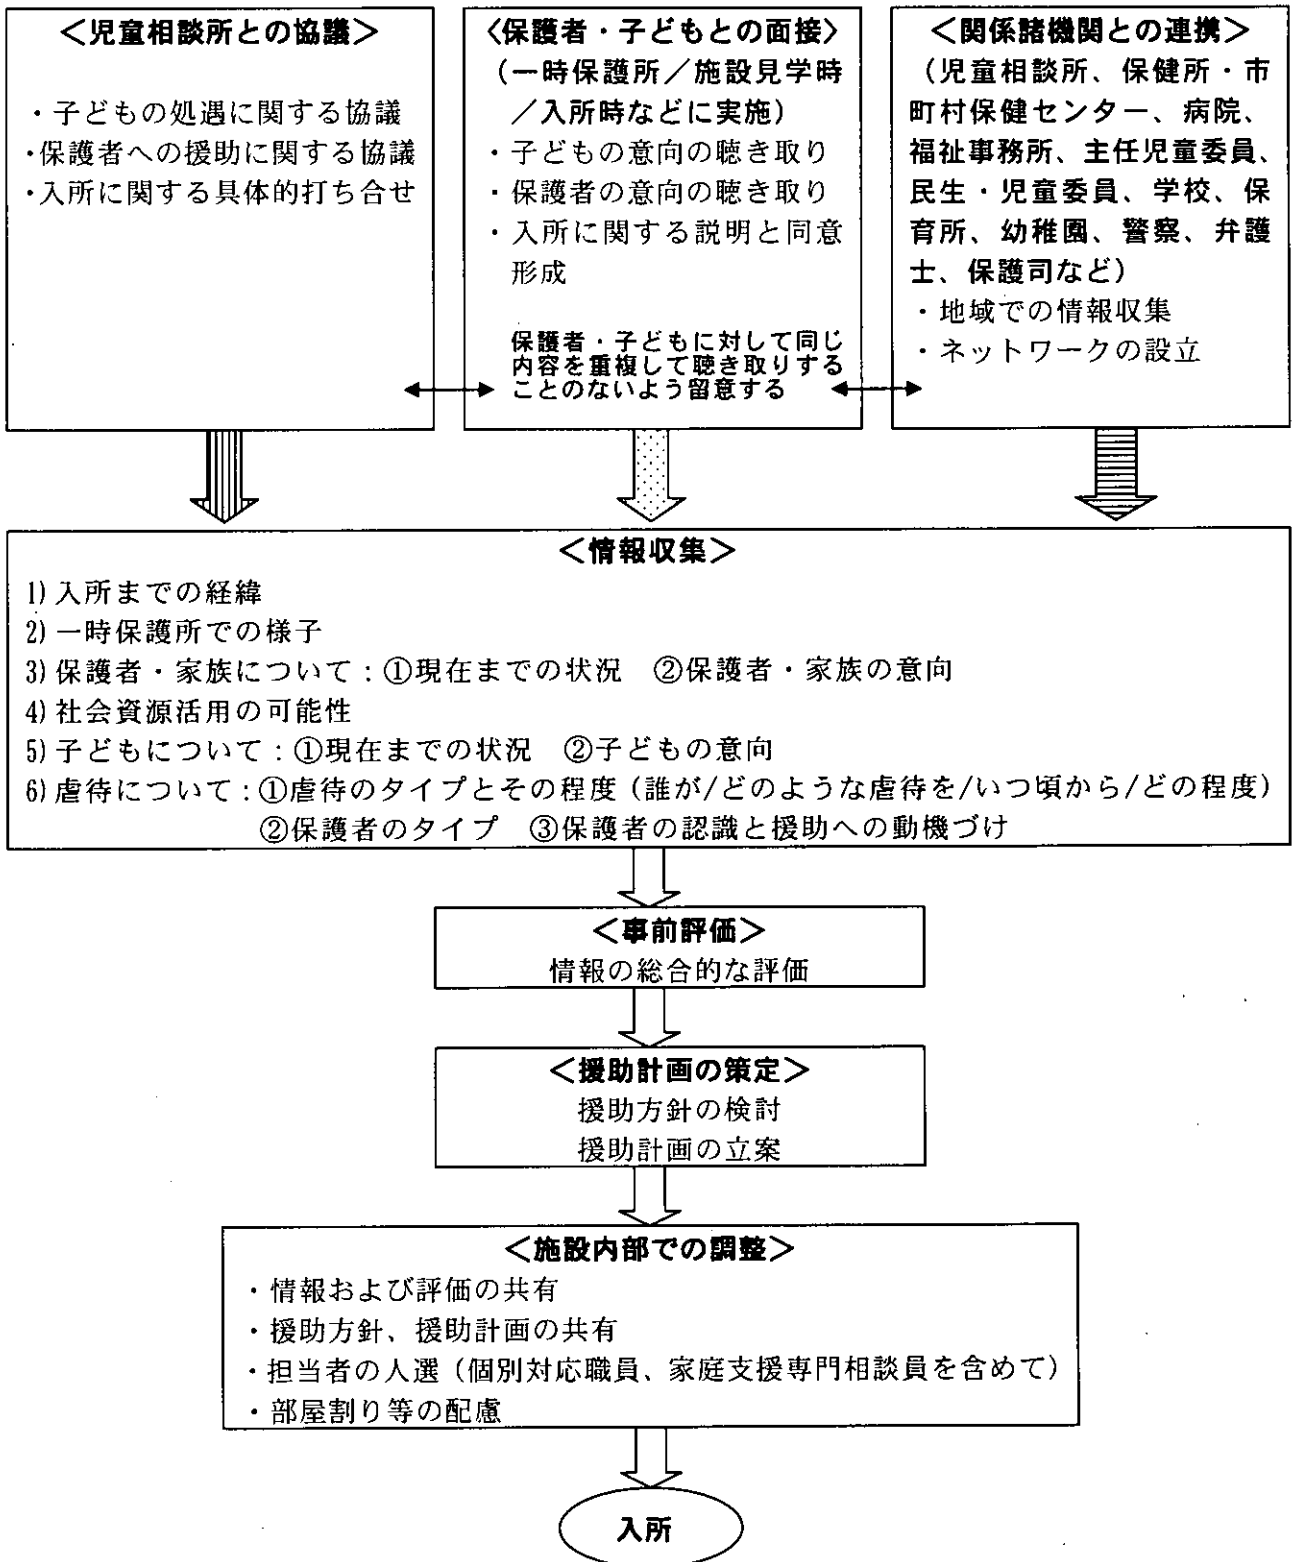 ＜児童相談所との協議＞
・子どもの処遇に関する協議
・保護者への援助に関する協議
・入所に関する具体的打ち合せ
〈保護者・子どもとの面接〉
（一時保護所／施設見学時
／入所時などに実施）
・子どもの意向の聴き取り
・保護者の意向の聴き取り
・入所に関する説明と同意
形成
保護者・子どもに対して同じ
内容を重複して聴き取りする
ことのないよう留意する
＜関係諸機関との連携＞
（児童相談所、保健所・市
町村保健センター、病院、
福祉事務所、主任児童委員、
民生・児童委員、学校、保
育所、幼稚園、警察、弁護
士、保護司など）
・地域での情報収集
・ネットワークの設立
＜情報収集＞
1) 入所までの経緯
2) 一時保護所での様子
3) 保護者・家族について：①現在までの状況　②保護者・家族の意向
4) 社会資源活用の可能性
5) 子どもについて：①現在までの状況　②子どもの意向
6) 虐待について：①虐待のタイプとその程度（誰が/どのような虐待を/いつ頃から/どの程度）
②保護者のタイプ　③保護者の認識と援助への動機づけ
＜事前評価＞
情報の総合的な評価
＜援助計画の策定＞
援助方針の検討
援助計画の立案
＜施設内部での調整＞
・情報および評価の共有
・援助方針、援助計画の共有
・担当者の人選（個別対応職員、家庭支援専門相談員を含めて）
・部屋割り等の配慮
入所